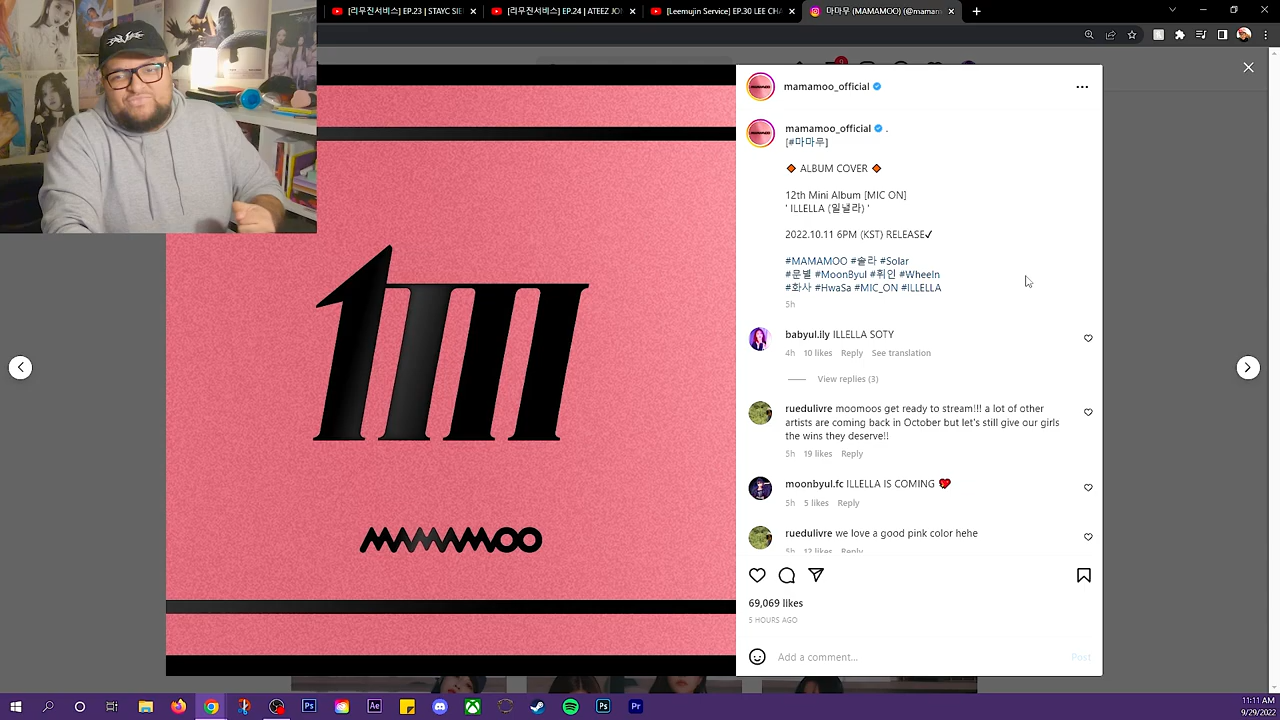 [리무진서비스] EP.23 | STAYC SIE
[리무진서비스] EP.24 | ATEEZ JO
[Leemujin Service] EP.30 LEE CHA
마마무 (MAMAMOO) (@mamam
mamamoo_official
mamamoo_official .
[#마마무]
ALBUM COVER
12th Mini Album [MIC ON]
' ILLELLA (일낼라) '
2022.10.11 6PM (KST) RELEASE✓
#MAMAMOO #솔라 #Solar
#문별 #MoonByul #휘인 #WheeIn
#화사 #HwaSa #MIC_ON #ILLELLA
5h
babyul.ily ILLELLA SOTY
4h 10 likes Reply See translation
View replies (3)
ruedulivre moomoos get ready to stream!!! a lot of other
artists are coming back in October but let's still give our girls
the wins they deserve!!
5h 19 likes Reply
moonbyul.fc ILLELLA IS COMING
5h 5 likes Reply
ruedulivre we love a good pink color hehe
5h 12 likes Reply
69,069 likes
5 HOURS AGO
Add a comment...
Post
MAMAMOO
11:11 AM
9/29/2022